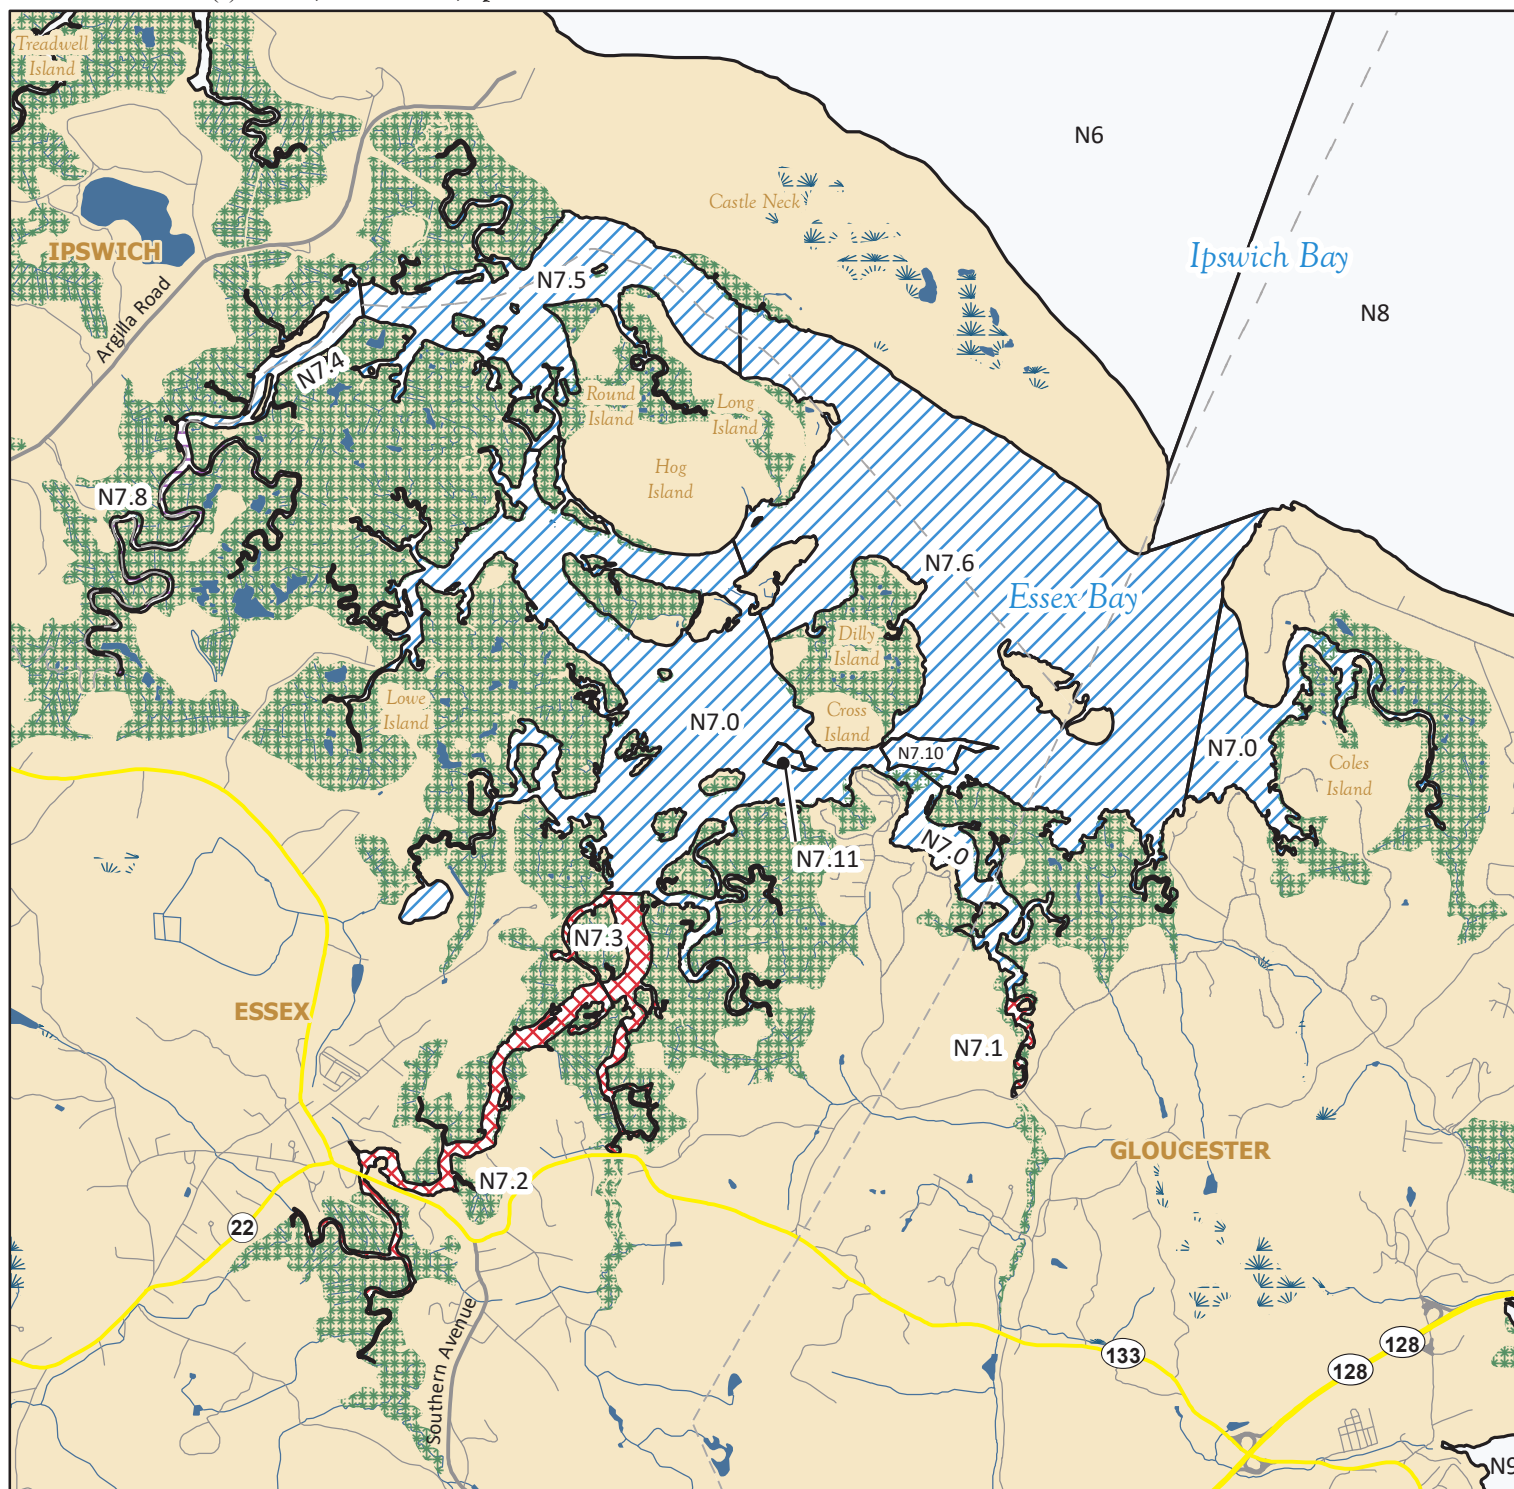 Treadwell
Island
N6
Castle Neck
IPSWICH
Ipswich Bay
N7.5
Argilla Road
N8
N7.4
Round
Island
Long
Island
Hog
Island
N7.8
N7.6
Essex Bay
Dilly
Island
Lowe
Island
Cross
Island
N7.0
N7.10
N7.0
Coles
Island
N7.0
N7.11
N7.3
ESSEX
N7.1
GLOUCESTER
N7.2
22
Southern Avenue
133
128
128
N9